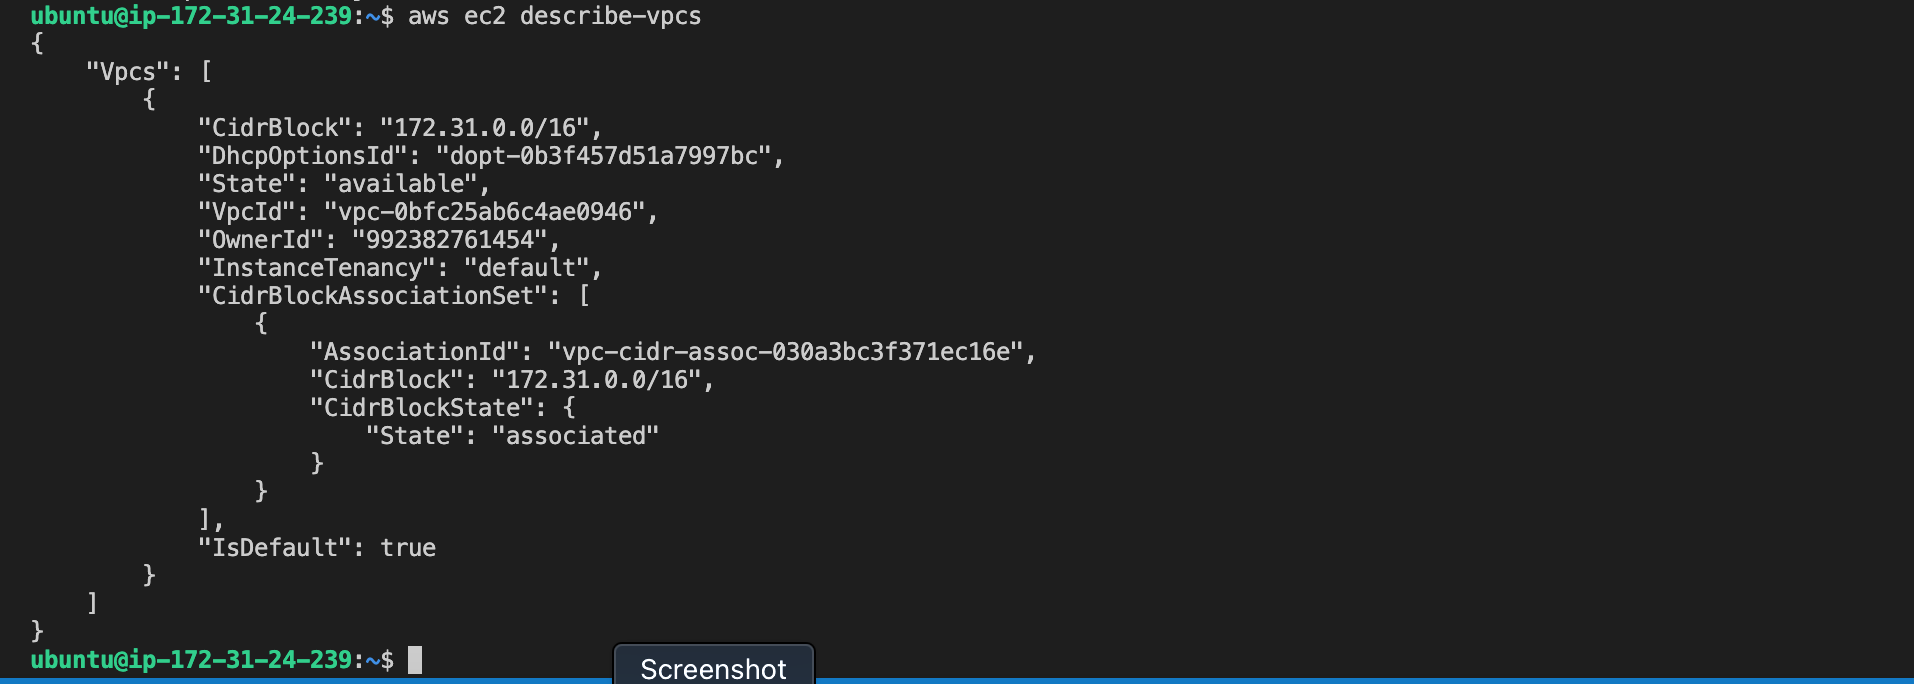 ubuntu@ip-172-31-24-239:~$ aws ec2 describe-vpcs
{
    "Vpcs": [
        {
            "CidrBlock": "172.31.0.0/16",
            "DhcpOptionsId": "dopt-0b3f457d51a7997bc",
            "State": "available",
            "VpcId": "vpc-0bfc25ab6c4ae0946",
            "OwnerId": "992382761454",
            "InstanceTenancy": "default",
            "CidrBlockAssociationSet": [
                {
                    "AssociationId": "vpc-cidr-assoc-030a3bc3f371ec16e",
                    "CidrBlock": "172.31.0.0/16",
                    "CidrBlockState": {
                        "State": "associated"
                    }
                }
            ],
            "IsDefault": true
        }
    ]
}
ubuntu@ip-172-31-24-239:~$
Screenshot